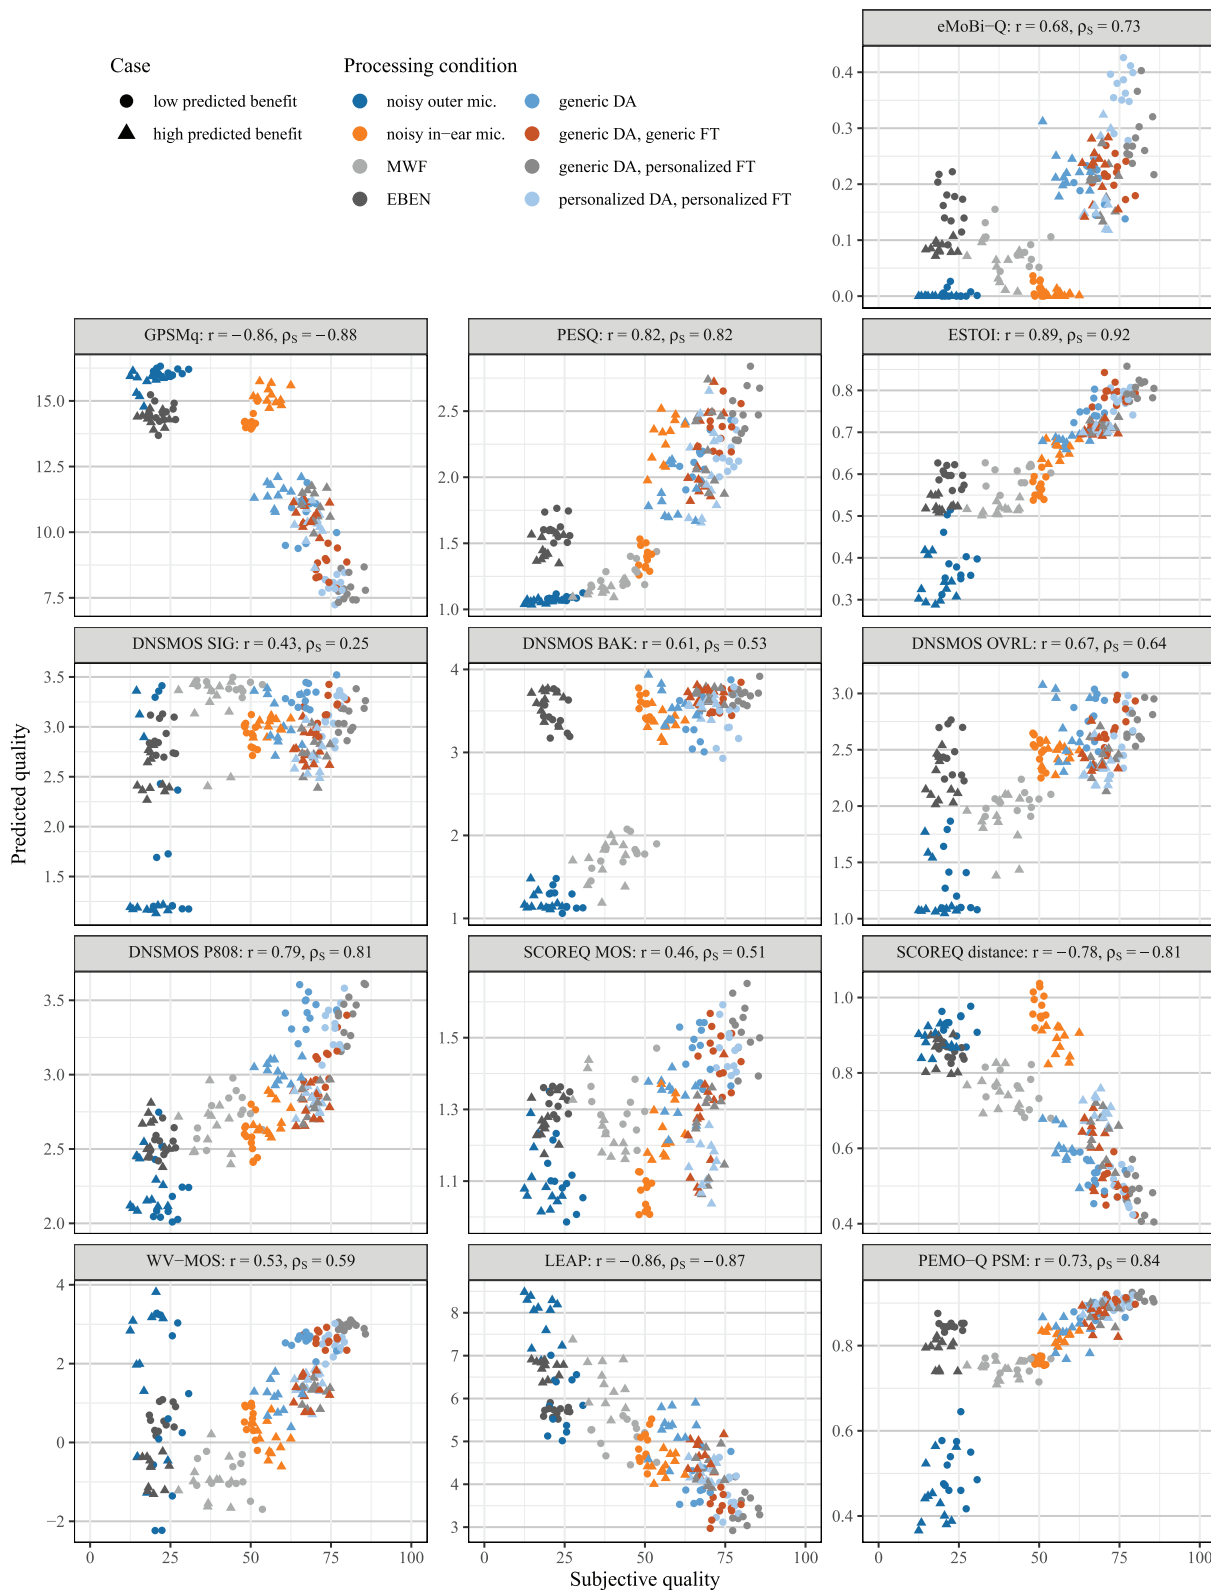 eMoBi−Q: r = 0.68, ρS = 0.73
Case
Processing condition
low predicted benefit
high predicted benefit
noisy outer mic.
noisy in−ear mic.
MWF
EBEN
generic DA
generic DA, generic FT
generic DA, personalized FT
personalized DA, personalized FT
0.4
0.3
0.2
0.1
0.0
GPSMq: r = −0.86, ρS = −0.88
PESQ: r = 0.82, ρS = 0.82
ESTOI: r = 0.89, ρS = 0.92
15.0
12.5
10.0
7.5
2.5
2.0
1.5
1.0
0.8
0.7
0.6
0.5
0.4
0.3
DNSMOS SIG: r = 0.43, ρS = 0.25
DNSMOS BAK: r = 0.61, ρS = 0.53
DNSMOS OVRL: r = 0.67, ρS = 0.64
3.5
3.0
2.5
2.0
1.5
4
3
2
1
3.0
2.5
2.0
1.5
1.0
Predicted quality
DNSMOS P808: r = 0.79, ρS = 0.81
SCOREQ MOS: r = 0.46, ρS = 0.51
SCOREQ distance: r = −0.78, ρS = −0.81
3.5
3.0
2.5
2.0
1.5
1.3
1.1
1.0
0.8
0.6
0.4
WV−MOS: r = 0.53, ρS = 0.59
LEAP: r = −0.86, ρS = −0.87
PEMO−Q PSM: r = 0.73, ρS = 0.84
4
2
0
−2
8
7
6
5
4
3
0.8
0.6
0.4
0 25 50 75 100
0 25 50 75 100
0 25 50 75 100
Subjective quality